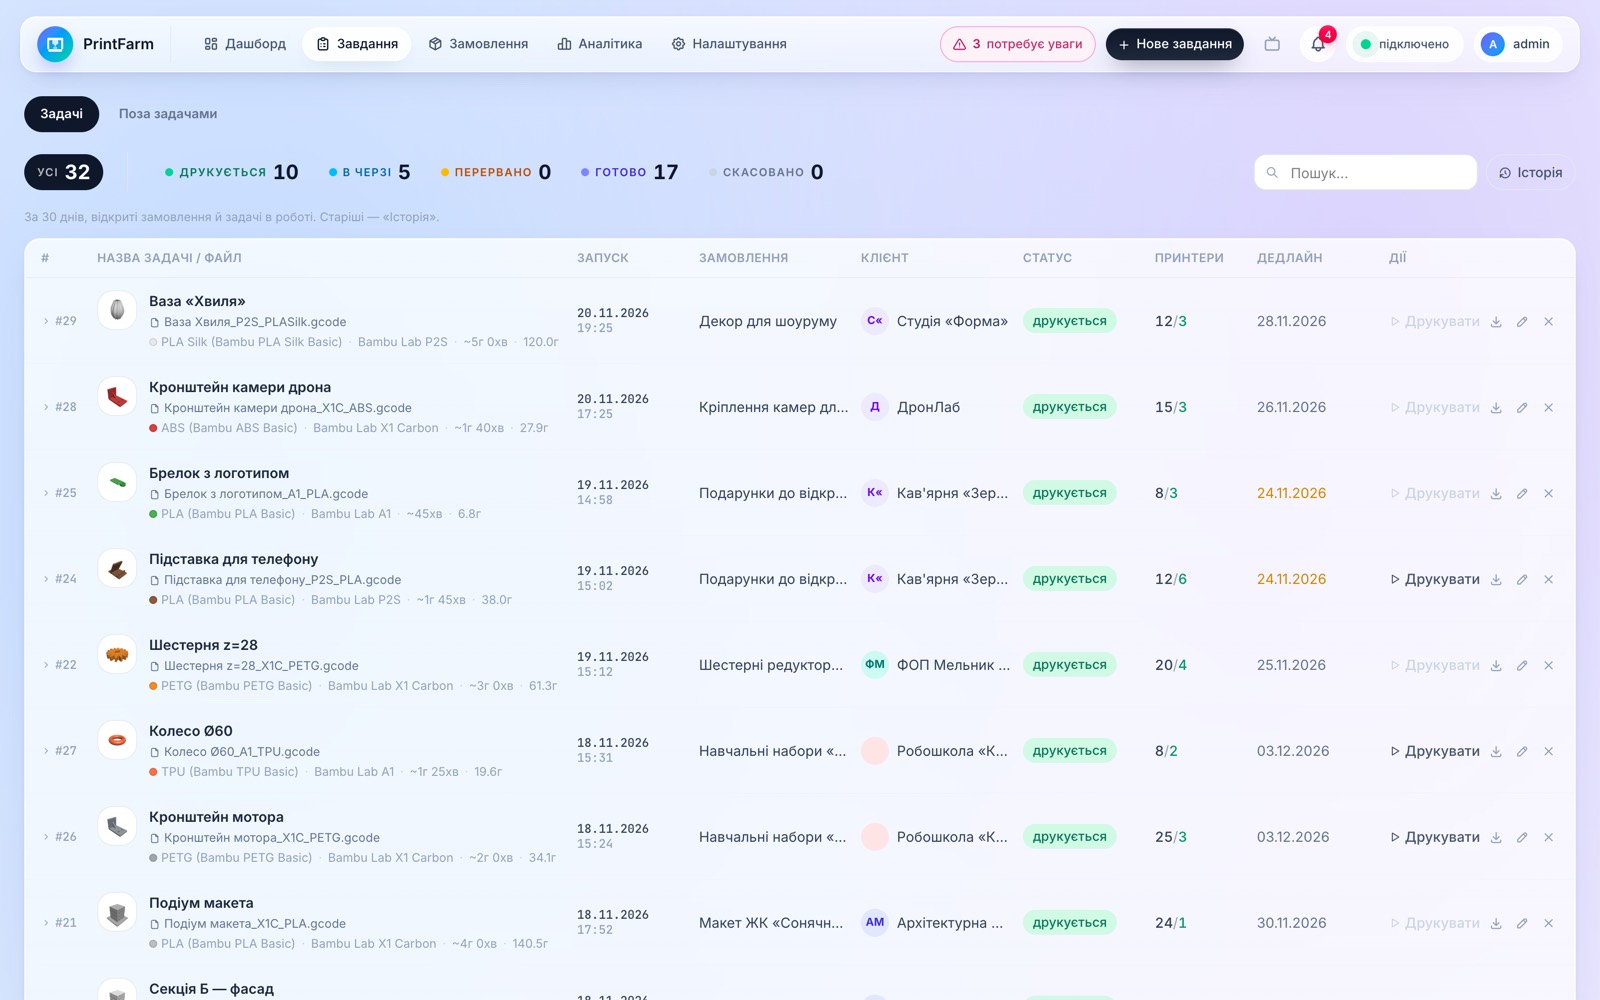 PrintFarm
Дашборд
Завдання
Замовлення
Аналітика
Налаштування
3 потребує уваги
+ Нове завдання
4
підключено
A admin
Задачі
Поза задачами
УСІ 32
ДРУКУЄТЬСЯ 10
В ЧЕРЗІ 5
ПЕРЕРВАНО 0
ГОТОВО 17
СКАСОВАНО 0
Пошук...
Історія
За 30 днів, відкриті замовлення й задачі в роботі. Старіші — «Історія».
# НАЗВА ЗАДАЧІ / ФАЙЛ ЗАПУСК ЗАМОВЛЕННЯ КЛІЄНТ СТАТУС ПРИНТЕРИ ДЕДЛАЙН ДІЇ
#29
Ваза «Хвиля»
Ваза Хвиля_P2S_PLASilk.gcode
PLA Silk (Bambu PLA Silk Basic) · Bambu Lab P2S · ~5г 0хв · 120.0г
20.11.2026
19:25
Декор для шоуруму
С« Студія «Форма»
друкується
12/3
28.11.2026
Друкувати
#28
Кронштейн камери дрона
Кронштейн камери дрона_X1C_ABS.gcode
ABS (Bambu ABS Basic) · Bambu Lab X1 Carbon · ~1г 40хв · 27.9г
20.11.2026
17:25
Кріплення камер дл...
Д ДронЛаб
друкується
15/3
26.11.2026
Друкувати
#25
Брелок з логотипом
Брелок з логотипом_A1_PLA.gcode
PLA (Bambu PLA Basic) · Bambu Lab A1 · ~45хв · 6.8г
19.11.2026
14:58
Подарунки до відкр...
К« Кав'ярня «Зер...
друкується
8/3
24.11.2026
Друкувати
#24
Підставка для телефону
Підставка для телефону_P2S_PLA.gcode
PLA (Bambu PLA Basic) · Bambu Lab P2S · ~1г 45хв · 38.0г
19.11.2026
15:02
Подарунки до відкр...
К« Кав'ярня «Зер...
друкується
12/6
24.11.2026
Друкувати
#22
Шестерня z=28
Шестерня z=28_X1C_PETG.gcode
PETG (Bambu PETG Basic) · Bambu Lab X1 Carbon · ~3г 0хв · 61.3г
19.11.2026
15:12
Шестерні редуктор...
ФМ ФОП Мельник ...
друкується
20/4
25.11.2026
Друкувати
#27
Колесо Ø60
Колесо Ø60_A1_TPU.gcode
TPU (Bambu TPU Basic) · Bambu Lab A1 · ~1г 25хв · 19.6г
18.11.2026
15:31
Навчальні набори «...
Робошкола «К...
друкується
8/2
03.12.2026
Друкувати
#26
Кронштейн мотора
Кронштейн мотора_X1C_PETG.gcode
PETG (Bambu PETG Basic) · Bambu Lab X1 Carbon · ~2г 0хв · 34.1г
18.11.2026
15:24
Навчальні набори «...
Робошкола «К...
друкується
25/3
03.12.2026
Друкувати
#21
Подіум макета
Подіум макета_X1C_PLA.gcode
PLA (Bambu PLA Basic) · Bambu Lab X1 Carbon · ~4г 0хв · 140.5г
18.11.2026
17:52
Макет ЖК «Сонячн...
АМ Архітектурна ...
друкується
24/1
30.11.2026
Друкувати
Секція Б — фасад
18.11.2026